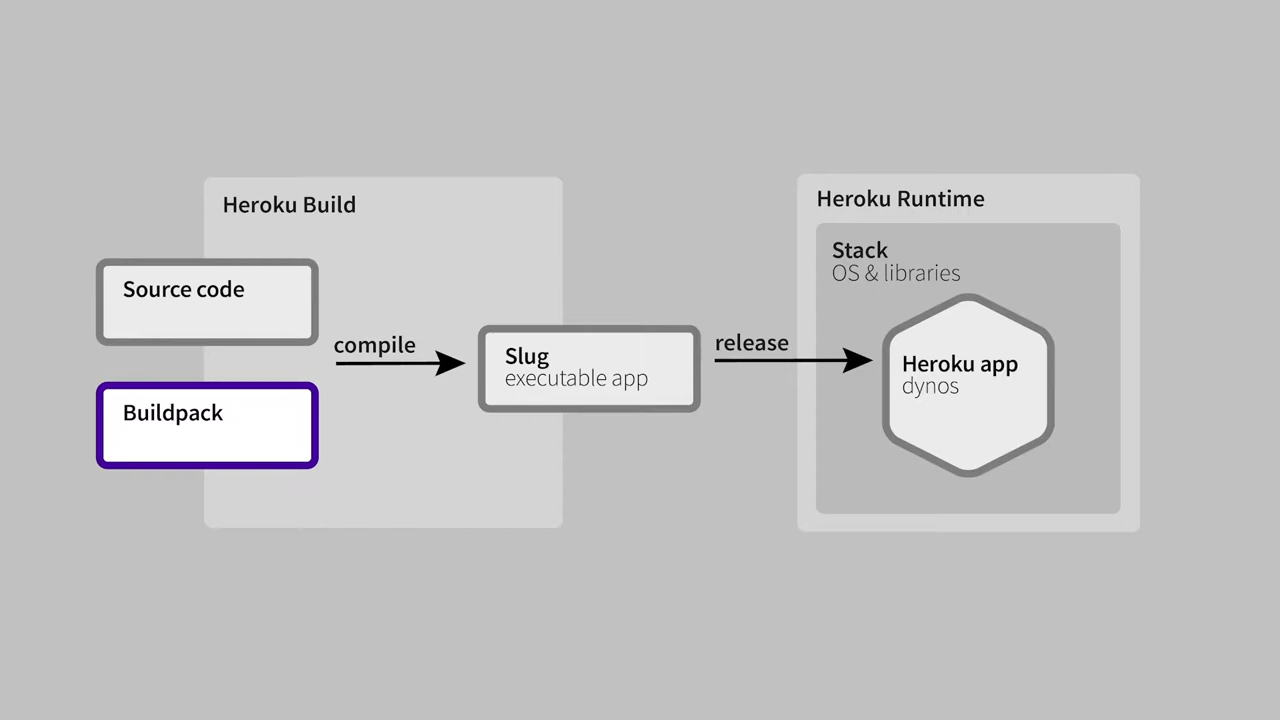 Heroku Build
Source code
Buildpack
compile
Slug
executable app
release
Heroku Runtime
Stack
OS & libraries
Heroku app
dynos